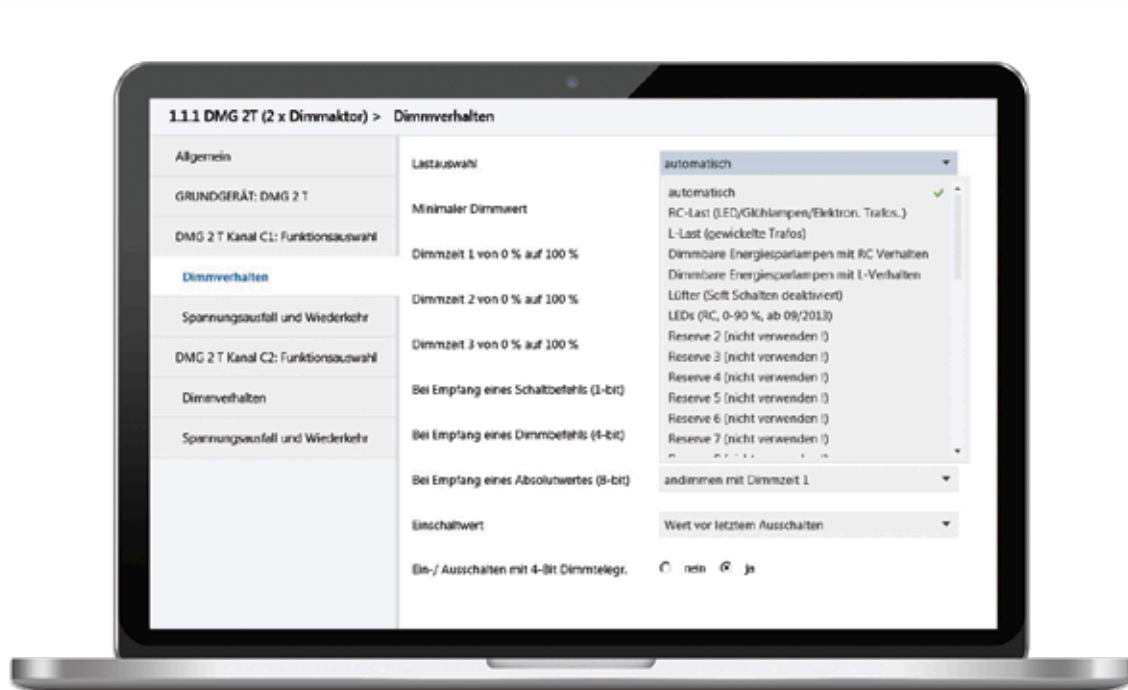 1.1.1 DMG 2T (2 x Dimmaktor) > Dimmverhalten
Allgemein
GRUNDGERÄT: DMG 2 T
DMG 2 T Kanal C1: Funktionsauswahl
Dimmverhalten
Spannungsausfall und Wiederkehr
DMG 2 T Kanal C2: Funktionsauswahl
Dimmverhalten
Spannungsausfall und Wiederkehr
Lastauswahl
Minimaler Dimmwert
Dimmzeit 1 von 0 % auf 100 %
Dimmzeit 2 von 0 % auf 100 %
Dimmzeit 3 von 0 % auf 100 %
Bei Empfang eines Schaltbefehls (1-bit)
Bei Empfang eines Dimmbefehls (4-bit)
Bei Empfang eines Absolutwertes (8-bit)
Einschaltwert
Ein-/ Ausschalten mit 4-Bit Dimmtelegr.
automatisch
automatisch
RC-Last (LED/Glühlampen/Elektron. Trafos.)
L-Last (gewickelte Trafos)
Dimmbare Energiesparlampen mit RC Verhalten
Dimmbare Energiesparlampen mit L-Verhalten
Lüfter (Soft Schalten deaktiviert)
LEDs (RC, 0-90 %, ab 09/2013)
Reserve 2 (nicht verwenden !)
Reserve 3 (nicht verwenden !)
Reserve 4 (nicht verwenden !)
Reserve 5 (nicht verwenden !)
Reserve 6 (nicht verwenden !)
Reserve 7 (nicht verwenden !)
andimmen mit Dimmzeit 1
Wert vor letztem Ausschalten
nein ja